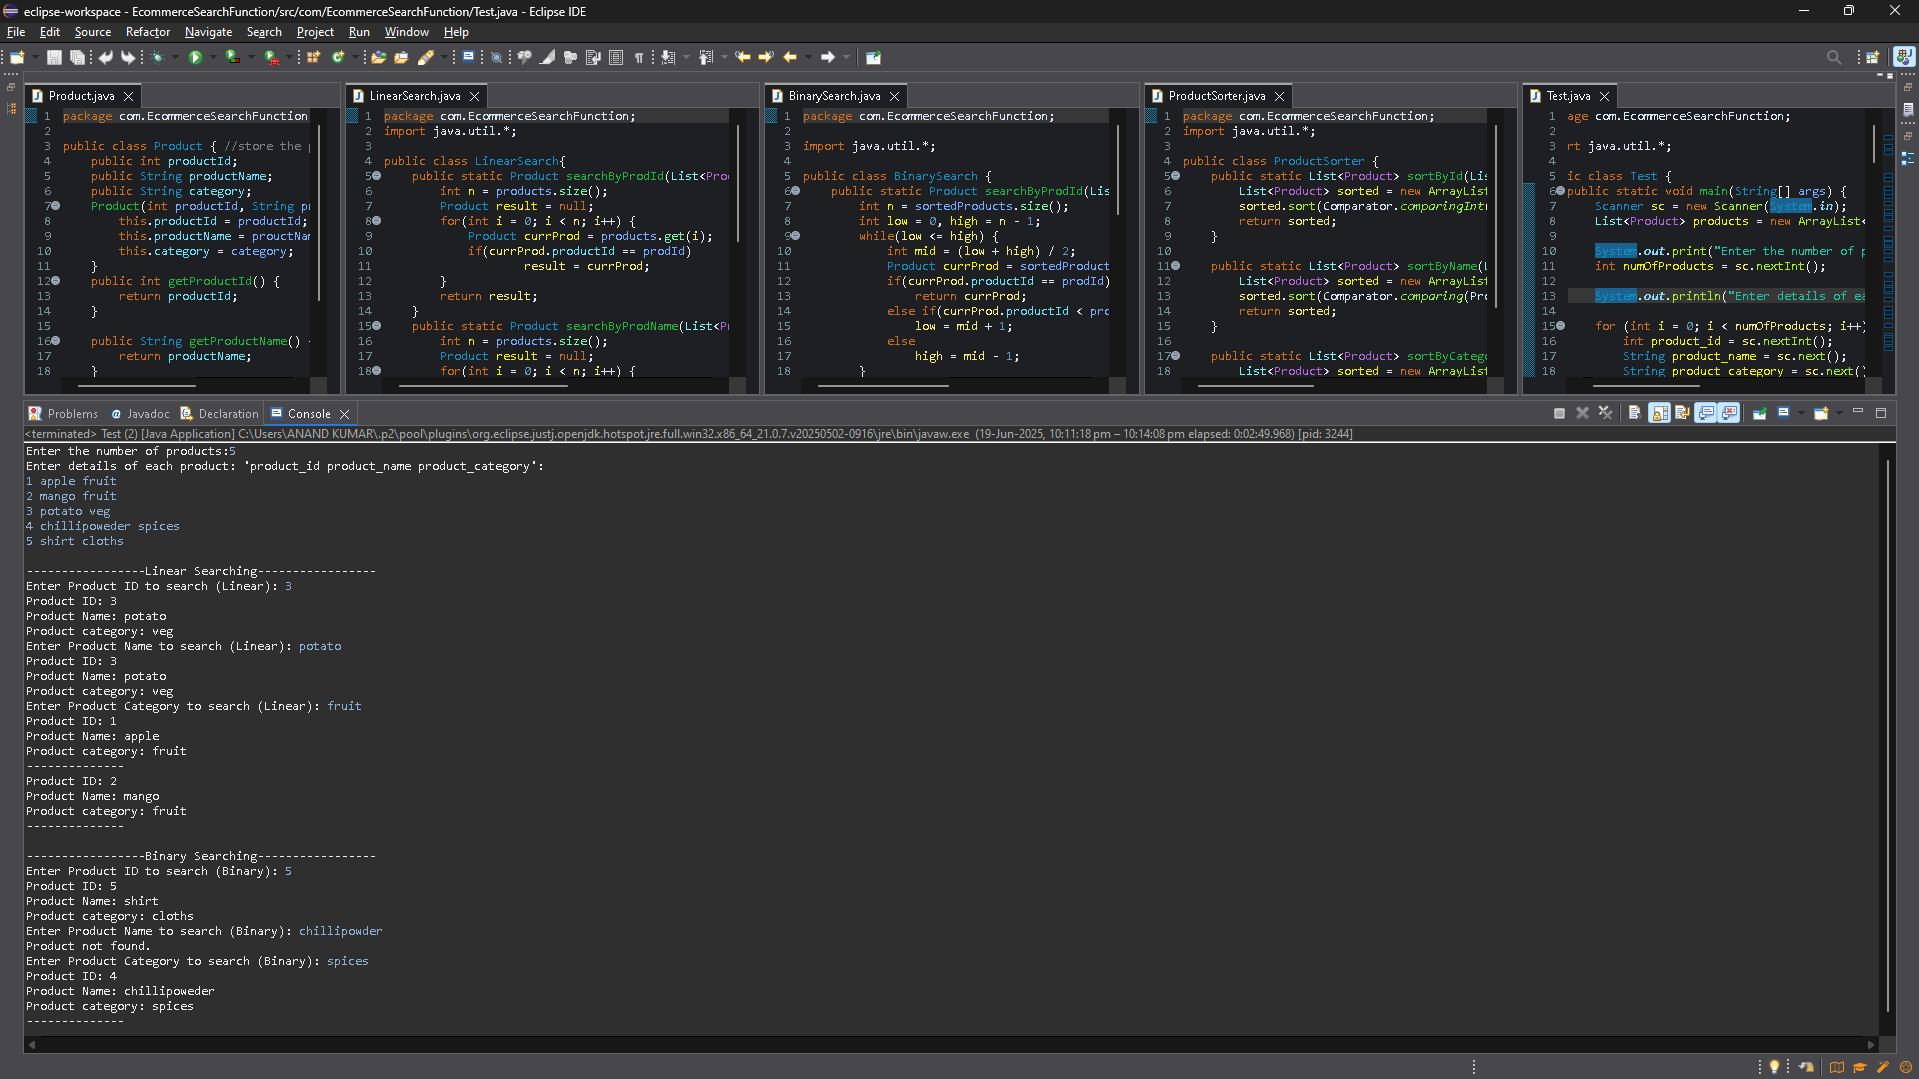 eclipse-workspace - EcommerceSearchFunction/src/com/EcommerceSearchFunction/Test.java - Eclipse IDE
File Edit Source Refactor Navigate Search Project Run Window Help
Product.java
1 package com.EcommerceSearchFunction
2
3 public class Product { //store the
4 public int productId;
5 public String productName;
6 public String category;
7 Product(int productId, String p
8 this.productId = productId;
9 this.productName = prouctNa
10 this.category = category;
11 }
12 public int getProductId() {
13 return productId;
14 }
15
16 public String getProductName()
17 return productName;
18 }
LinearSearch.java
1 package com.EcommerceSearchFunction;
2 import java.util.*;
3
4 public class LinearSearch{
5 public static Product searchByProdId(List<Pro
6 int n = products.size();
7 Product result = null;
8 for(int i = 0; i < n; i++) {
9 Product currProd = products.get(i);
10 if(currProd.productId == prodId)
11 result = currProd;
12 }
13 return result;
14 }
15 public static Product searchByProdName(List<P
16 int n = products.size();
17 Product result = null;
18 for(int i = 0; i < n; i++) {
BinarySearch.java
1 package com.EcommerceSearchFunction;
2
3 import java.util.*;
4
5 public class BinarySearch {
6 public static Product searchByProdId(Lis
7 int n = sortedProducts.size();
8 int low = 0, high = n - 1;
9 while(low <= high) {
10 int mid = (low + high) / 2;
11 Product currProd = sortedProduct
12 if(currProd.productId == prodId)
13 return currProd;
14 else if(currProd.productId < pro
15 low = mid + 1;
16 else
17 high = mid - 1;
18 }
ProductSorter.java
1 package com.EcommerceSearchFunction;
2 import java.util.*;
3
4 public class ProductSorter {
5 public static List<Product> sortById(Lis
6 List<Product> sorted = new ArrayList
7 sorted.sort(Comparator.comparingInt
8 return sorted;
9 }
10
11 public static List<Product> sortByName(L
12 List<Product> sorted = new ArrayList
13 sorted.sort(Comparator.comparing(Pro
14 return sorted;
15 }
16
17 public static List<Product> sortByCatego
18 List<Product> sorted = new ArrayList
Test.java
1 age com.EcommerceSearchFunction;
2
3 rt java.util.*;
4
5 ic class Test {
6 public static void main(String[] args) {
7 Scanner sc = new Scanner(System.in);
8 List<Product> products = new ArrayList<
9
10 System.out.print("Enter the number of p
11 int numOfProducts = sc.nextInt();
12
13 System.out.println("Enter details of ea
14
15 for (int i = 0; i < numOfProducts; i++)
16 int product_id = sc.nextInt();
17 String product_name = sc.next();
18 String product_category = sc.next()
Problems Javadoc Declaration Console
<terminated> Test (2) [Java Application] C:\Users\ANAND KUMAR\.p2\pool\plugins\org.eclipse.justj.openjdk.hotspot.jre.full.win32.x86_64_21.0.7.v20250502-0916\jre\bin\javaw.exe (19-Jun-2025, 10:11:18 pm – 10:14:08 pm elapsed: 0:02:49.968) [pid: 3244]
Enter the number of products:5
Enter details of each product: 'product_id product_name product_category':
1 apple fruit
2 mango fruit
3 potato veg
4 chillipoweder spices
5 shirt cloths
-----------------Linear Searching-----------------
Enter Product ID to search (Linear): 3
Product ID: 3
Product Name: potato
Product category: veg
Enter Product Name to search (Linear): potato
Product ID: 3
Product Name: potato
Product category: veg
Enter Product Category to search (Linear): fruit
Product ID: 1
Product Name: apple
Product category: fruit
--------------
Product ID: 2
Product Name: mango
Product category: fruit
--------------
-----------------Binary Searching-----------------
Enter Product ID to search (Binary): 5
Product ID: 5
Product Name: shirt
Product category: cloths
Enter Product Name to search (Binary): chillipowder
Product not found.
Enter Product Category to search (Binary): spices
Product ID: 4
Product Name: chillipoweder
Product category: spices
--------------